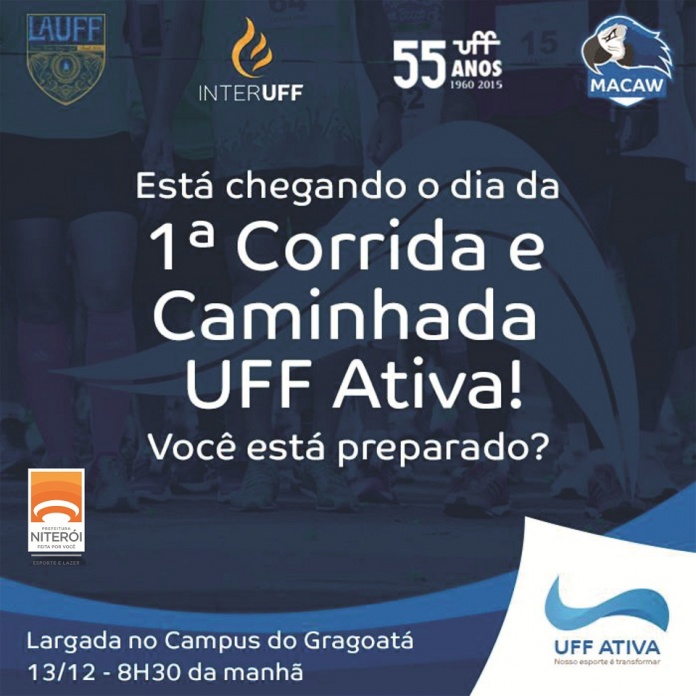 LAUFF
INTERUFF
55 uff
ANOS
1960 2015
MACAW
15
Está chegando o dia da
1ª Corrida e
Caminhada
UFF Ativa!
Você está preparado?
PREFEITURA
NITERÓI
FEITA POR VOCÊ
ESPORTE E LAZER
Largada no Campus do Gragoatá
13/12 - 8H30 da manhã
UFF ATIVA
Nosso esporte é transformar